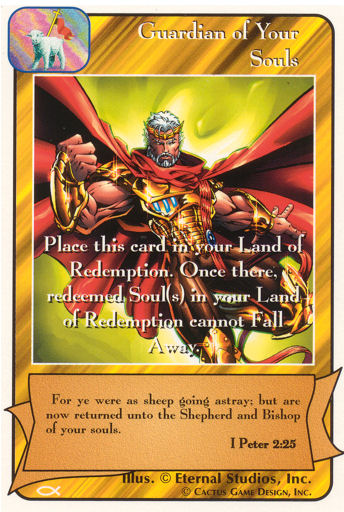 Guardian of Your
Souls
Place this card in your Land of
Redemption. Once there,
redeemed Soul(s) in your Land
of Redemption cannot Fall
Away.
For ye were as sheep going astray; but are
now returned unto the Shepherd and Bishop
of your souls.
I Peter 2:25
Illus. © Eternal Studios, Inc.
© Cactus Game Design, Inc.